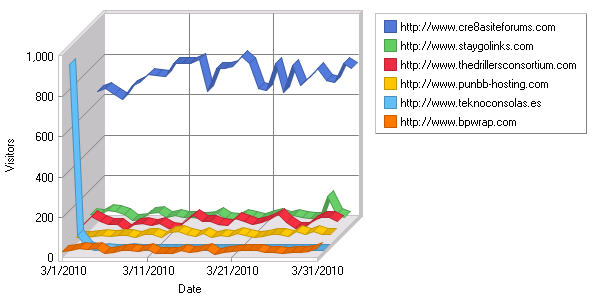 Visitors
1,000
800
600
400
200
0
3/1/2010
3/11/2010
3/21/2010
3/31/2010
Date
http://www.cre8asiteforums.com
http://www.staygolinks.com
http://www.thedrillersconsortium.com
http://www.punbb-hosting.com
http://www.teknoconsolas.es
http://www.bpwrap.com